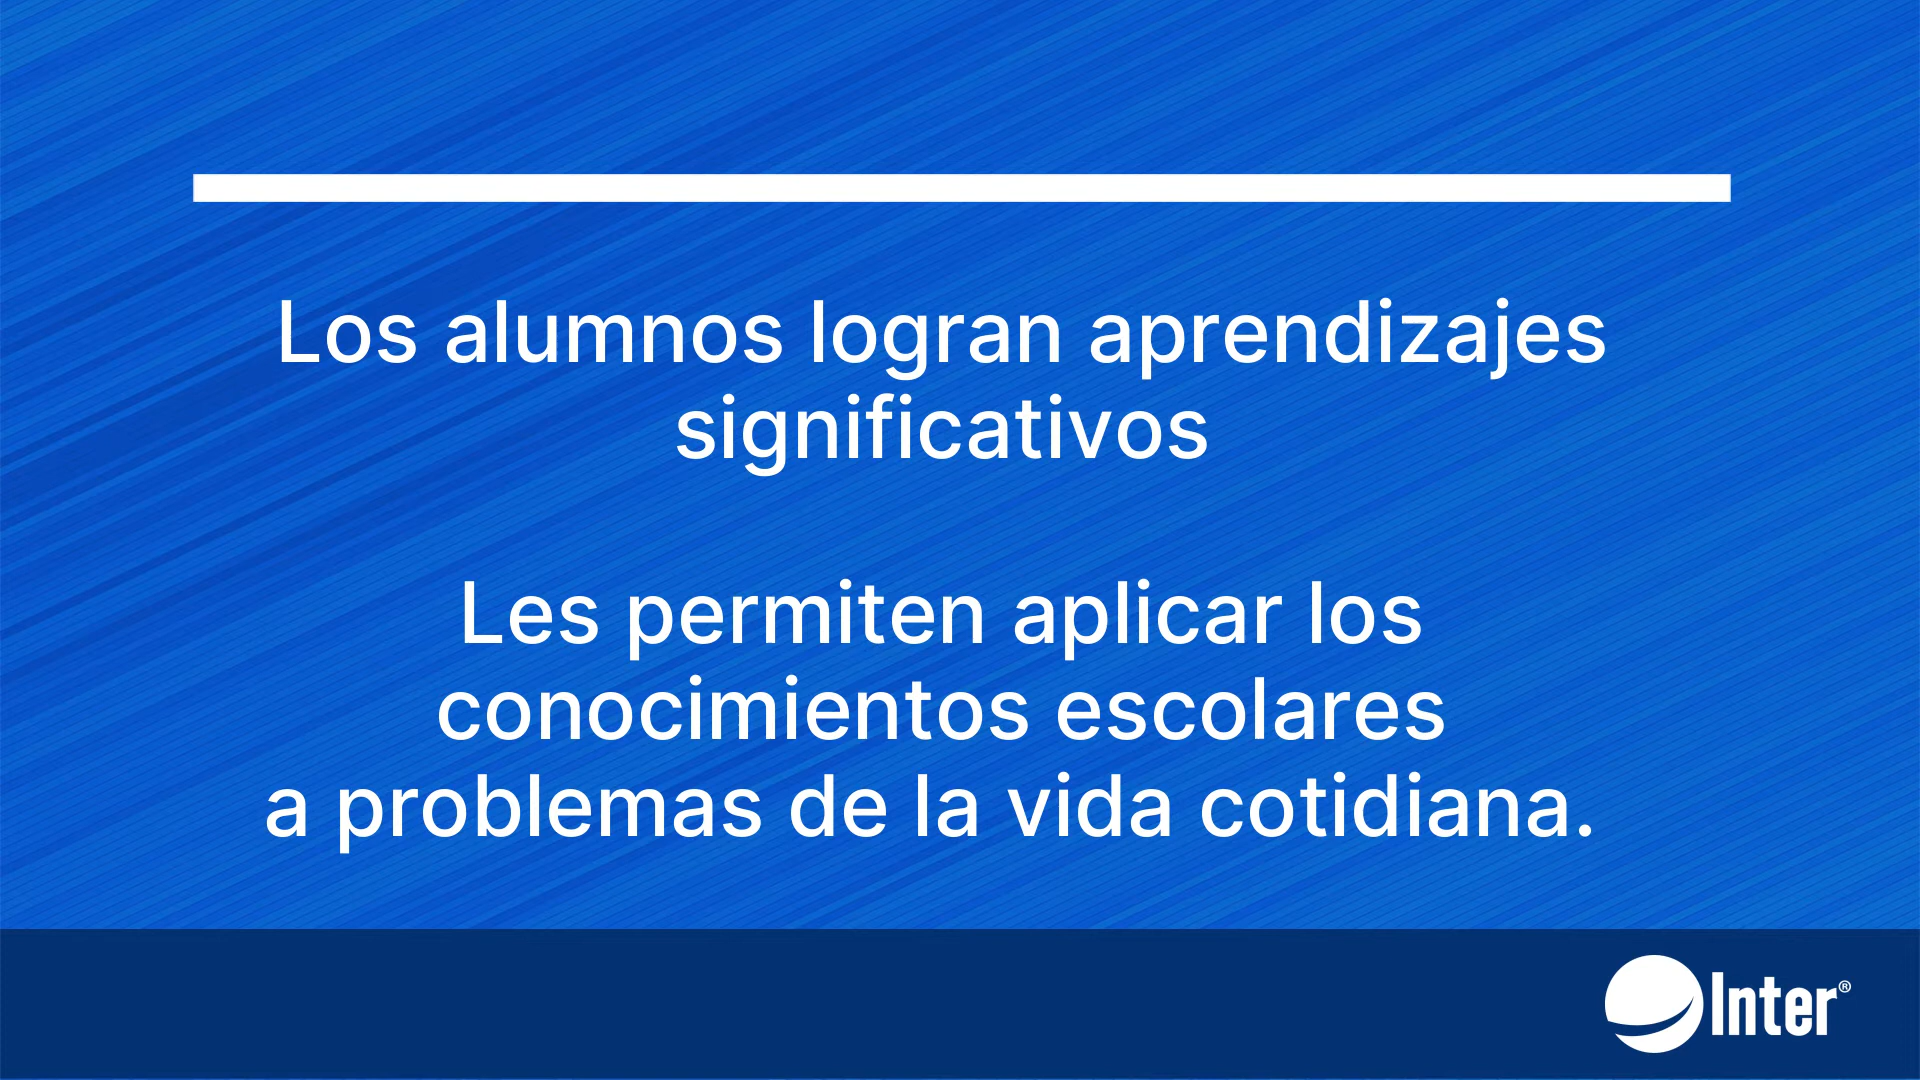 Los alumnos logran aprendizajes
significativos
Les permiten aplicar los
conocimientos escolares
a problemas de la vida cotidiana.
Inter®